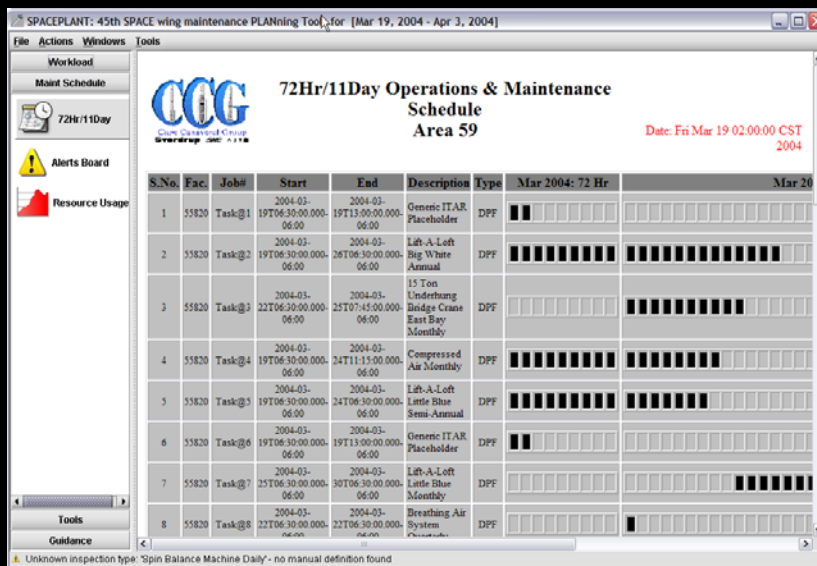 SPACEPLANT: 45th SPACE wing maintenance PLANning Tool for [Mar 19, 2004 - Apr 3, 2004]
File Actions Windows Tools
Workload
Maint Schedule
72Hr/11Day
Alerts Board
Resource Usage
Tools
Guidance
CCG
Cape Canaveral Group
72Hr/11Day Operations & Maintenance
Schedule
Area 59
Date: Fri Mar 19 02:00:00 CST
2004
S.No. Fac. Job# Start End Description Type Mar 2004: 72 Hr Mar 20
1 55820 Task@1 2004-03-19T06:30:00.000-06:00 2004-03-19T13:00:00.000-06:00 Generic ITAR Placeholder DPF
2 55820 Task@2 2004-03-19T06:30:00.000-06:00 2004-03-26T06:30:00.000-06:00 Lift-A-Loft Big White Annual DPF
3 55820 Task@3 2004-03-22T06:30:00.000-06:00 2004-03-25T07:45:00.000-06:00 15 Ton Underhung Bridge Crane East Bay Monthly DPF
4 55820 Task@4 2004-03-19T06:30:00.000-06:00 2004-03-24T11:15:00.000-06:00 Compressed Air Monthly DPF
5 55820 Task@5 2004-03-19T06:30:00.000-06:00 2004-03-24T06:30:00.000-06:00 Lift-A-Loft Little Blue Semi-Annual DPF
6 55820 Task@6 2004-03-19T06:30:00.000-06:00 2004-03-19T13:00:00.000-06:00 Generic ITAR Placeholder DPF
7 55820 Task@7 2004-03-25T06:30:00.000-06:00 2004-03-30T06:30:00.000-06:00 Lift-A-Loft Little Blue Monthly DPF
8 55820 Task@8 2004-03-22T06:30:00.000-06:00 2004-03-22T06:30:00.000-06:00 Breathing Air System Quarterly DPF
Unknown inspection type: 'Spin Balance Machine Daily' - no manual definition found